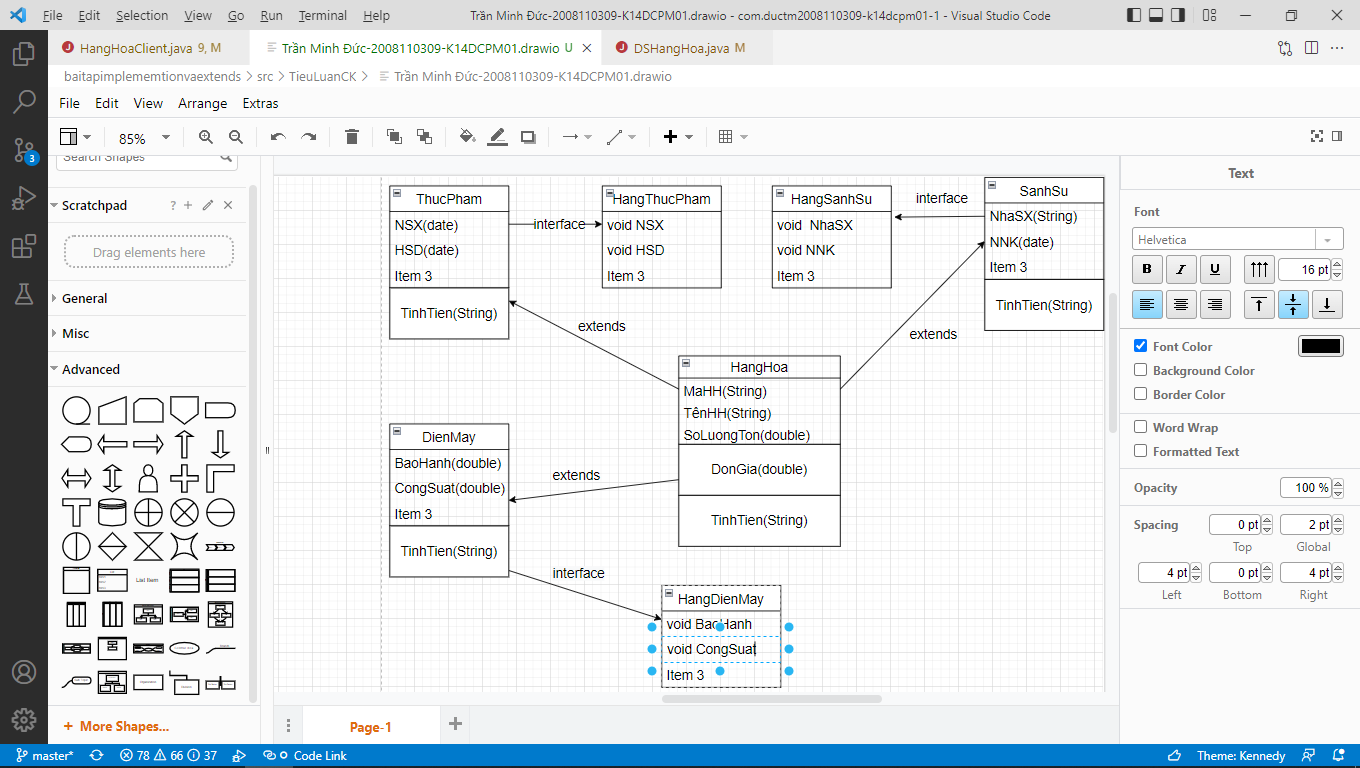 File Edit Selection View Go Run Terminal Help
Trần Minh Đức-2008110309-K14DCPM01.drawio - com.ductm2008110309-k14dcpm01-1 - Visual Studio Code
HangHoaClient.java 9, M
Trần Minh Đức-2008110309-K14DCPM01.drawio U
DSHangHoa.java M
baitapimplememtionvaextends > src > TieuLuanCK > Trần Minh Đức-2008110309-K14DCPM01.drawio
File Edit View Arrange Extras
85%
Search Shapes
Scratchpad
?
Drag elements here
General
Misc
Advanced
List Item
+ More Shapes...
3
ThucPham
NSX(date)
HSD(date)
Item 3
TinhTien(String)
interface
HangThucPham
void NSX
void HSD
Item 3
HangSanhSu
void NhaSX
void NNK
Item 3
interface
SanhSu
NhaSX(String)
NNK(date)
Item 3
TinhTien(String)
extends
extends
HangHoa
MaHH(String)
TênHH(String)
SoLuongTon(double)
DonGia(double)
TinhTien(String)
DienMay
BaoHanh(double)
CongSuat(double)
Item 3
TinhTien(String)
extends
interface
HangDienMay
void BaoHanh
void CongSuat
Item 3
Page-1
Text
Font
Helvetica
B I U
16 pt
Font Color
Background Color
Border Color
Word Wrap
Formatted Text
Opacity
100 %
Spacing
0 pt 2 pt
Top Global
4 pt 0 pt 4 pt
Left Bottom Right
master*
78 66 37
0 Code Link
Theme: Kennedy